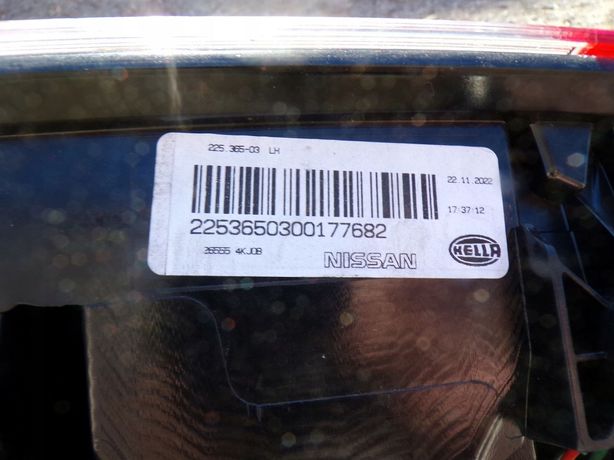 225.365-03 LH
22.11.2022
17:37:12
2253650300177682
26555 4KJ0B
NISSAN
HELLA